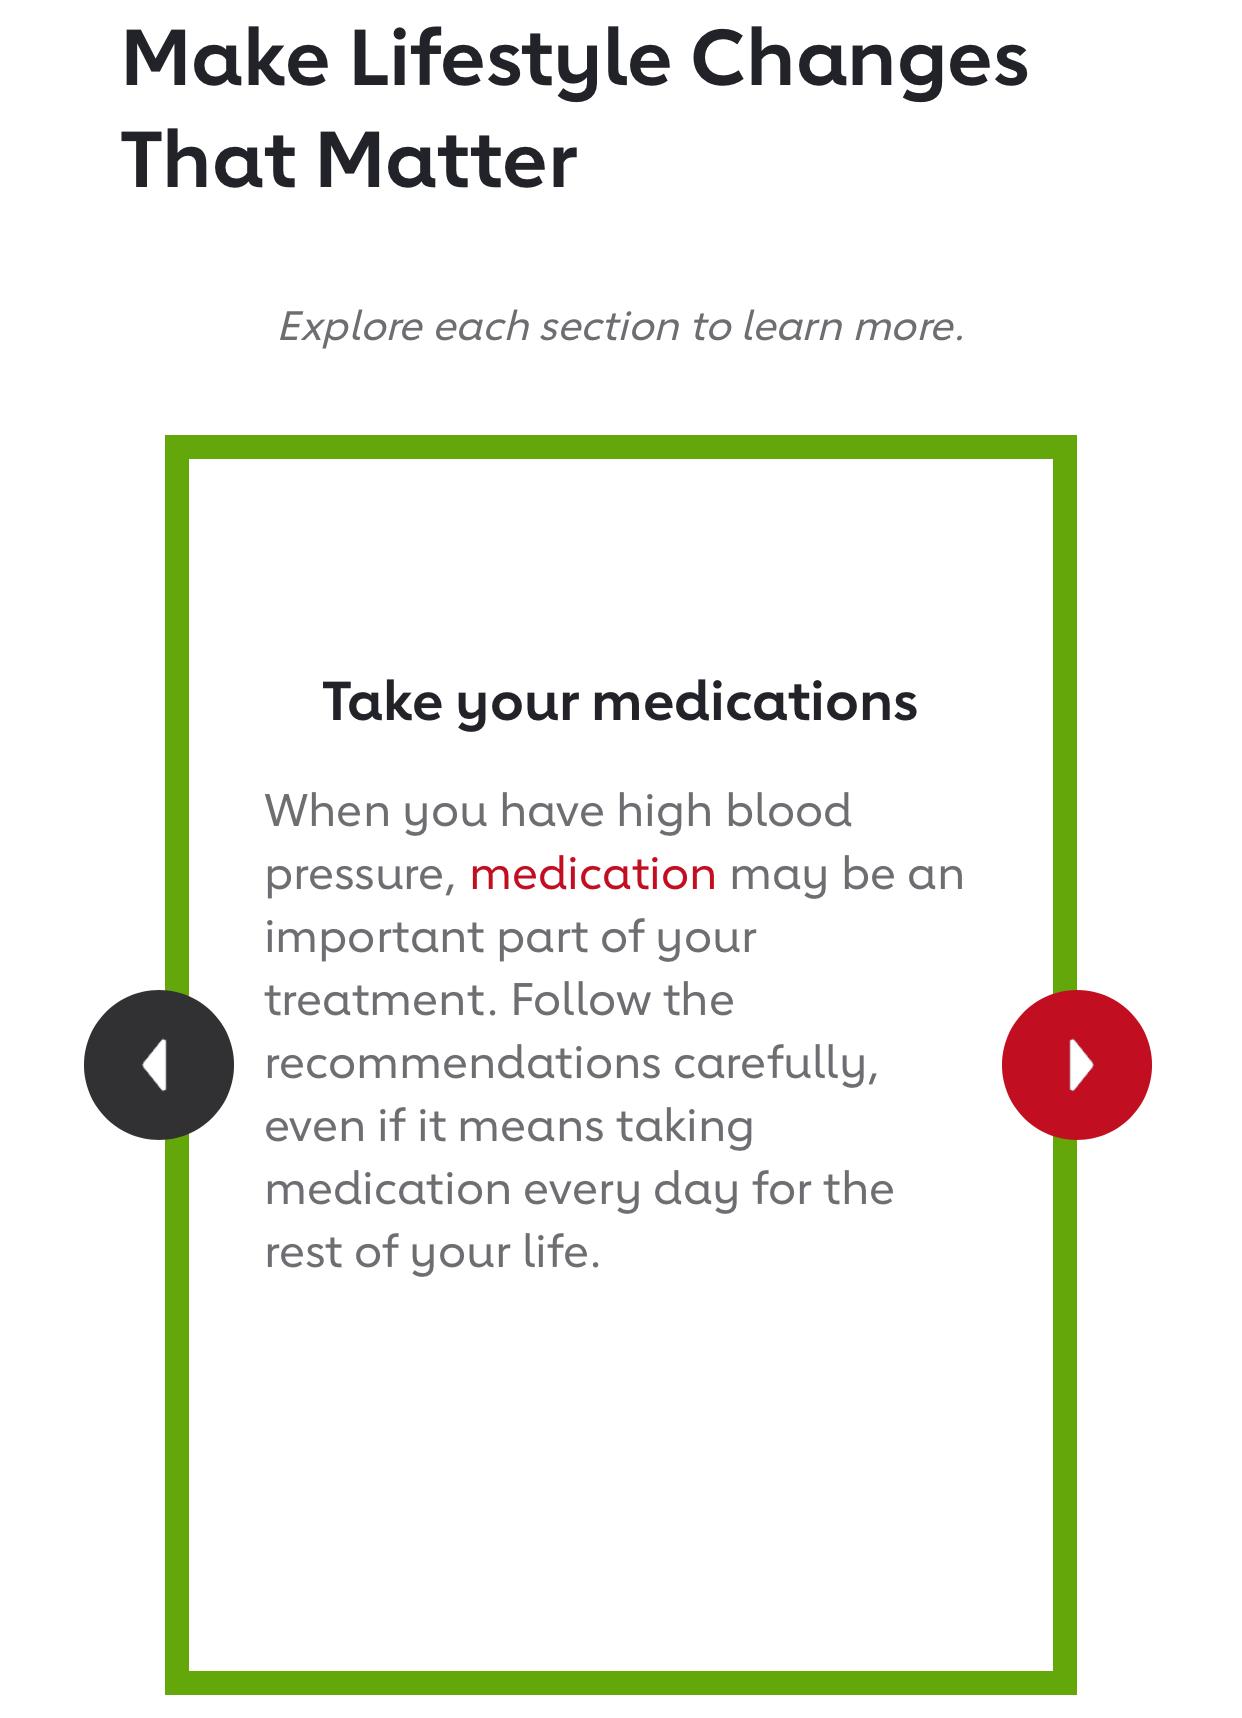 Make Lifestyle Changes
That Matter
Explore each section to learn more.
Take your medications
When you have high blood
pressure, medication may be an
important part of your
treatment. Follow the
recommendations carefully,
even if it means taking
medication every day for the
rest of your life.